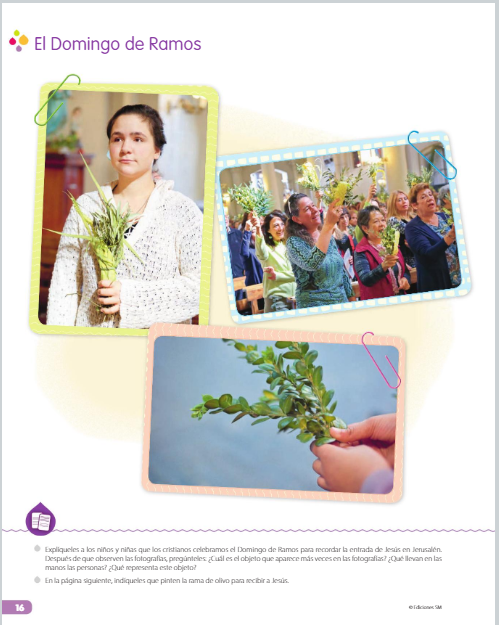 El Domingo de Ramos
Explíqueles a los niños y niñas que los cristianos celebramos el Domingo de Ramos para recordar la entrada de Jesús en Jerusalén.
Después de que observen las fotografías, pregúnteles: ¿Cuál es el objeto que aparece más veces en las fotografías? ¿Qué llevan en las
manos las personas? ¿Qué representa este objeto?
En la página siguiente, indíqueles que pinten la rama de olivo para recibir a Jesús.
16
© Ediciones SM